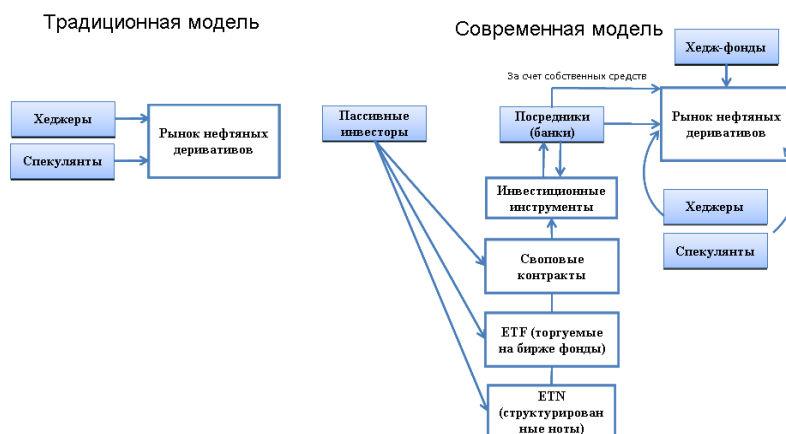 Традиционная модель
Хеджеры
Спекулянты
Рынок нефтяных
деривативов
Современная модель
Хедж-фонды
За счет собственных средств
Пассивные
инвесторы
Посредники
(банки)
Рынок нефтяных
деривативов
Инвестиционные
инструменты
Хеджеры
Спекулянты
Своповые
контракты
ETF (торгуемые
на бирже фонды)
ETN
(структурирован
ные ноты)